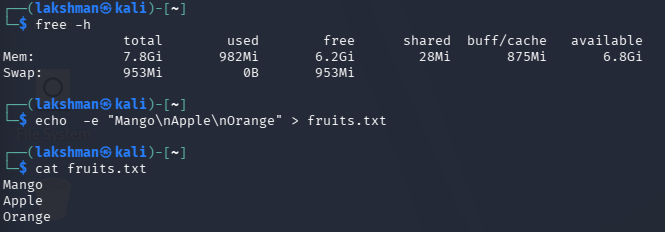 ┌──(lakshman㉿kali)-[~]
└─$ free -h
               total        used        free      shared  buff/cache   available
Mem:           7.8Gi       982Mi       6.2Gi        28Mi       875Mi       6.8Gi
Swap:          953Mi          0B       953Mi
┌──(lakshman㉿kali)-[~]
└─$ echo  -e "Mango\nApple\nOrange" > fruits.txt
┌──(lakshman㉿kali)-[~]
└─$ cat fruits.txt
Mango
Apple
Orange